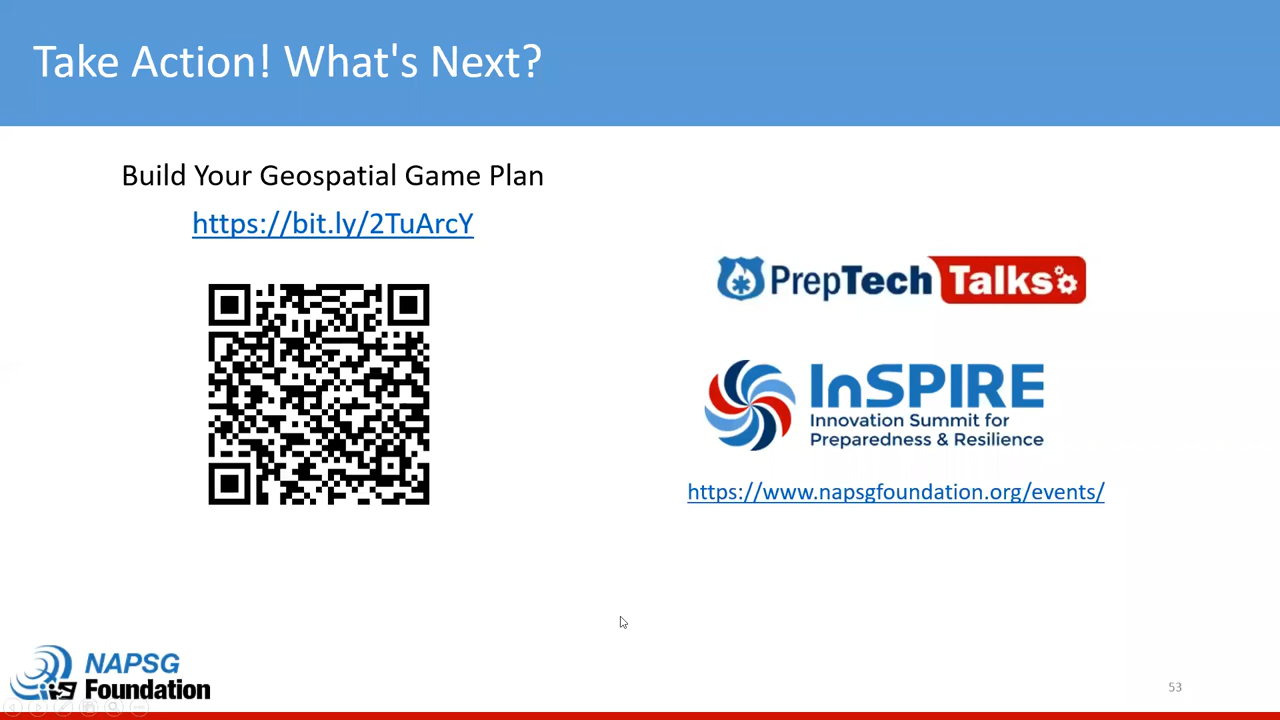 Take Action! What's Next?
Build Your Geospatial Game Plan
https://bit.ly/2TuArcY
PrepTech Talks
InSPIRE
Innovation Summit for
Preparedness & Resilience
https://www.napsgfoundation.org/events/
NAPSG
Foundation
53